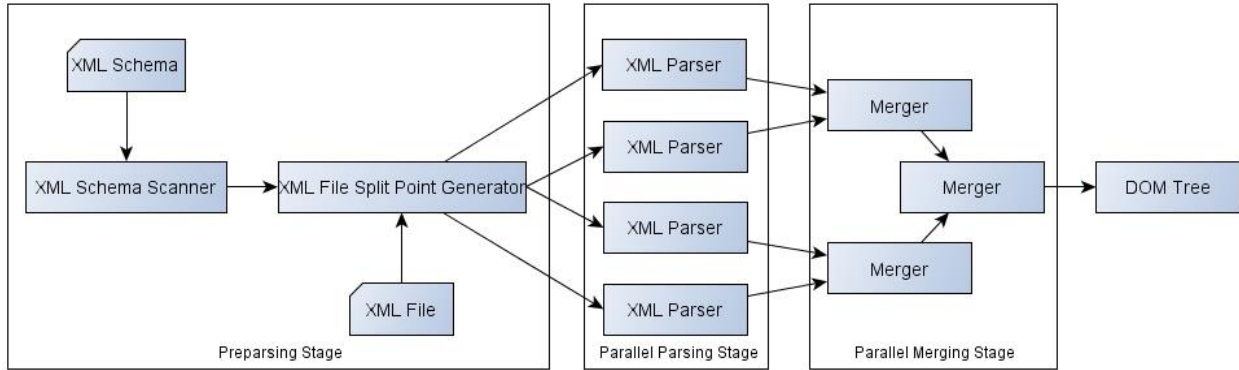 XML Schema
XML Schema Scanner
XML File Split Point Generator
XML File
Preparsing Stage
XML Parser
XML Parser
XML Parser
XML Parser
Parallel Parsing Stage
Merger
Merger
Merger
Parallel Merging Stage
DOM Tree